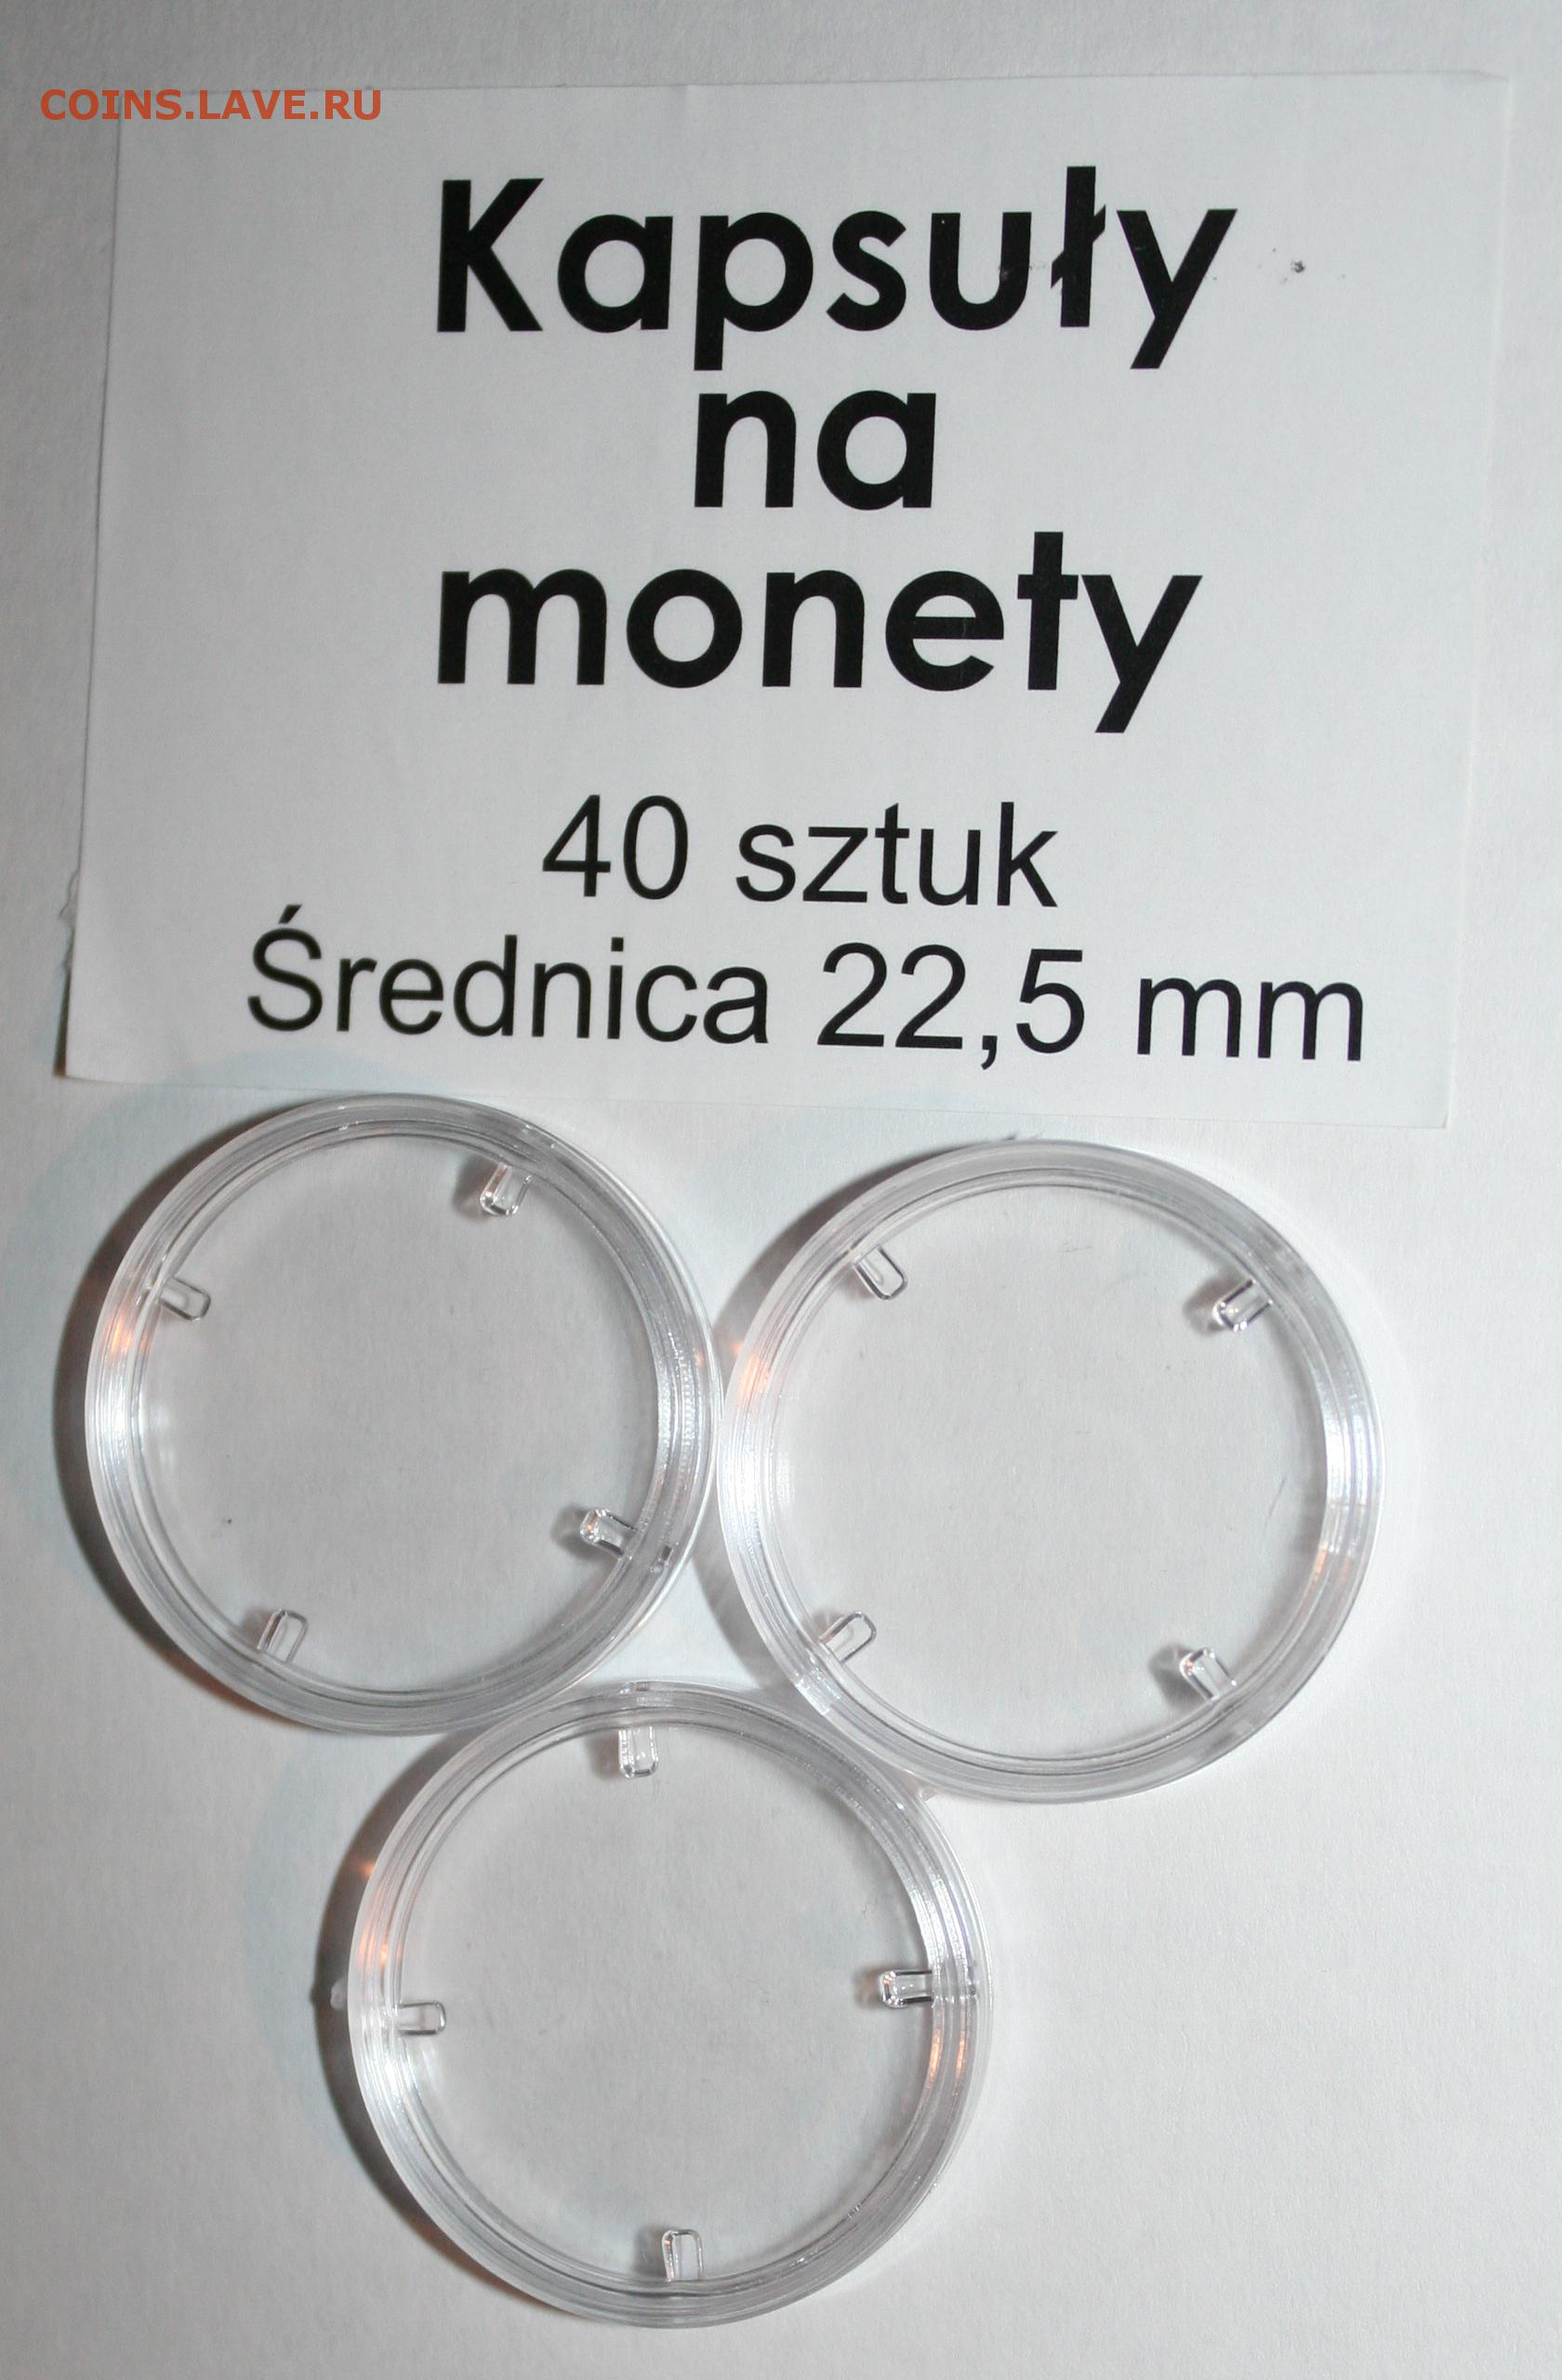 COINS.LAVE.RU
Kapsuły
na
monety
40 sztuk
Średnica 22,5 mm